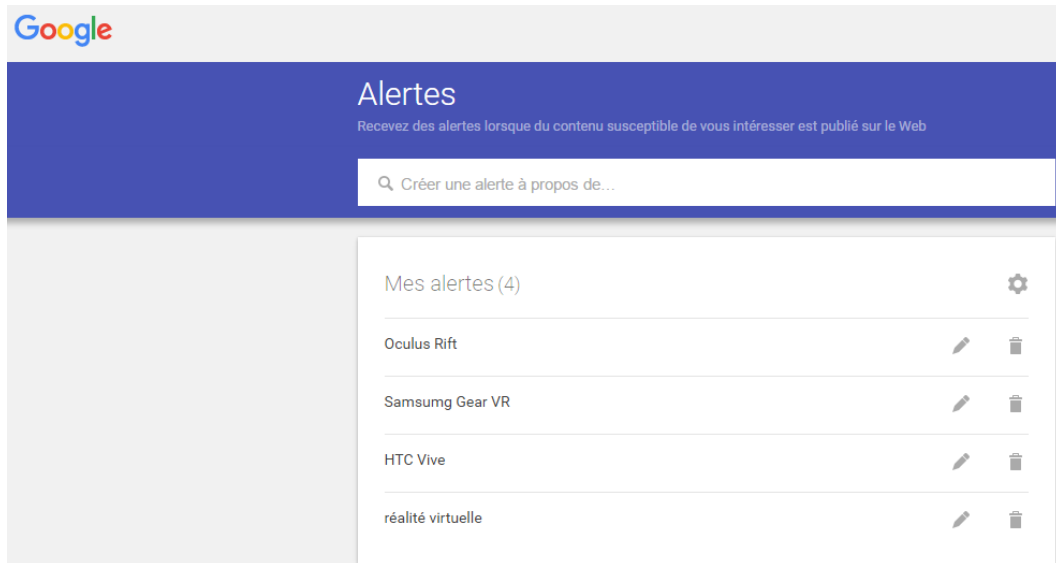 Google
Alertes
Recevez des alertes lorsque du contenu susceptible de vous intéresser est publié sur le Web
Créer une alerte à propos de...
Mes alertes (4)
Oculus Rift
Samsumg Gear VR
HTC Vive
réalité virtuelle